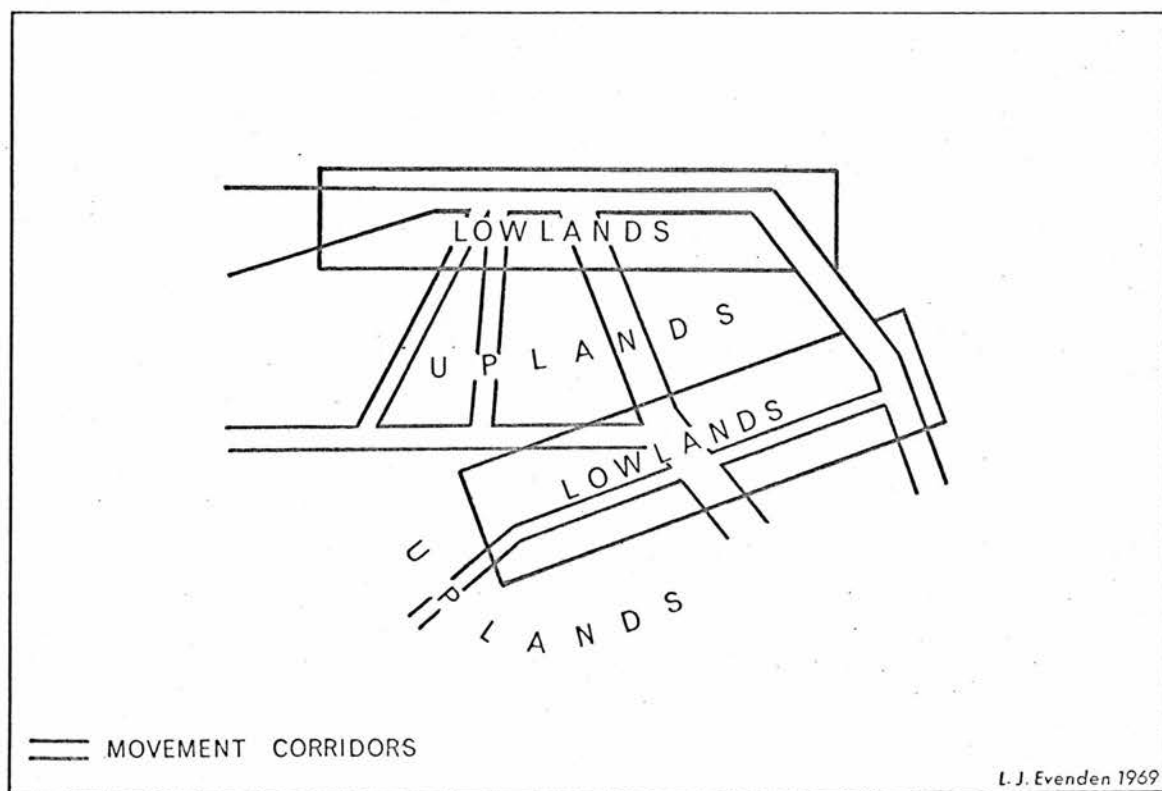 LOWLANDS
UPLANDS
LOWLANDS
UPLANDS
MOVEMENT CORRIDORS
L. J. Evenden 1969